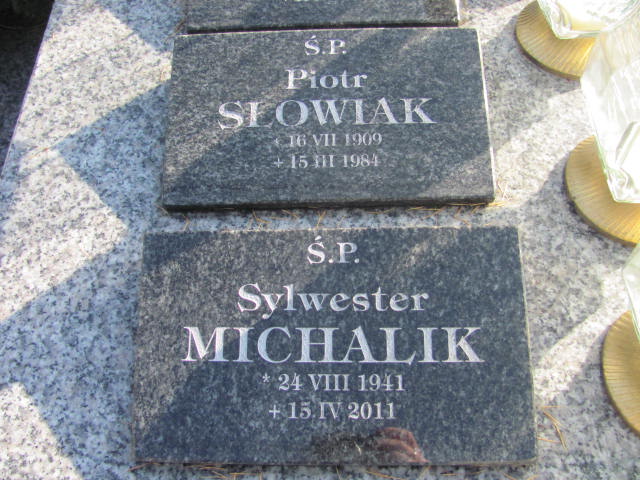 Ś.P.
Piotr
SŁOWIAK
* 16 VII 1909
+ 15 III 1984
Ś.P.
Sylwester
MICHALIK
* 24 VIII 1941
+ 15 IV 2011